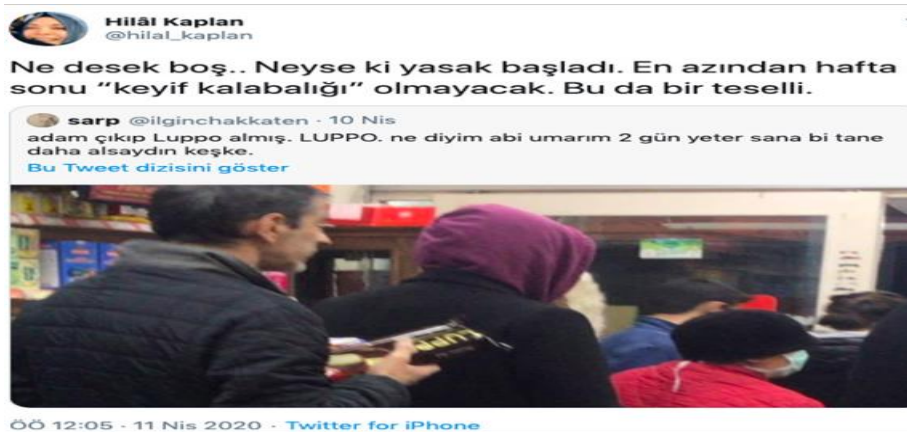 Hilâl Kaplan
@hilal_kaplan
Ne desek boş.. Neyse ki yasak başladı. En azından hafta
sonu “keyif kalabalığı” olmayacak. Bu da bir teselli.
sarp @ilginchakkaten · 10 Nis
adam çıkıp Luppo almış. LUPPO. ne diyim abi umarım 2 gün yeter sana bi tane
daha alsaydın keşke.
Bu Tweet dizisini göster
LUPPO
ÖÖ 12:05 · 11 Nis 2020 · Twitter for iPhone